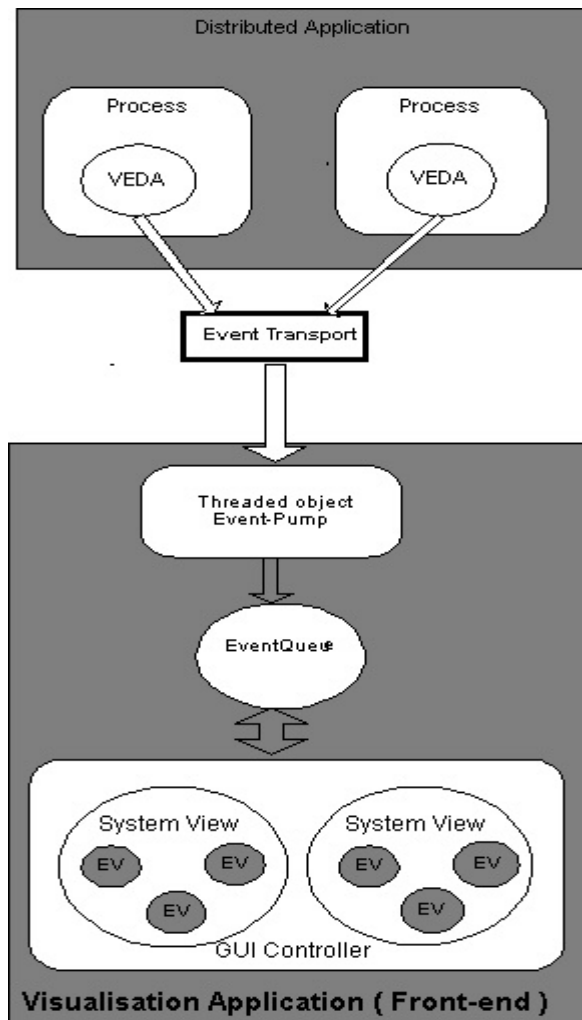 Distributed Application
Process
Process
VEDA
VEDA
Event Transport
Threaded object
Event-Pump
EventQueue
System View
System View
EV
EV
EV
EV
EV
EV
GUI Controller
Visualisation Application ( Front-end )